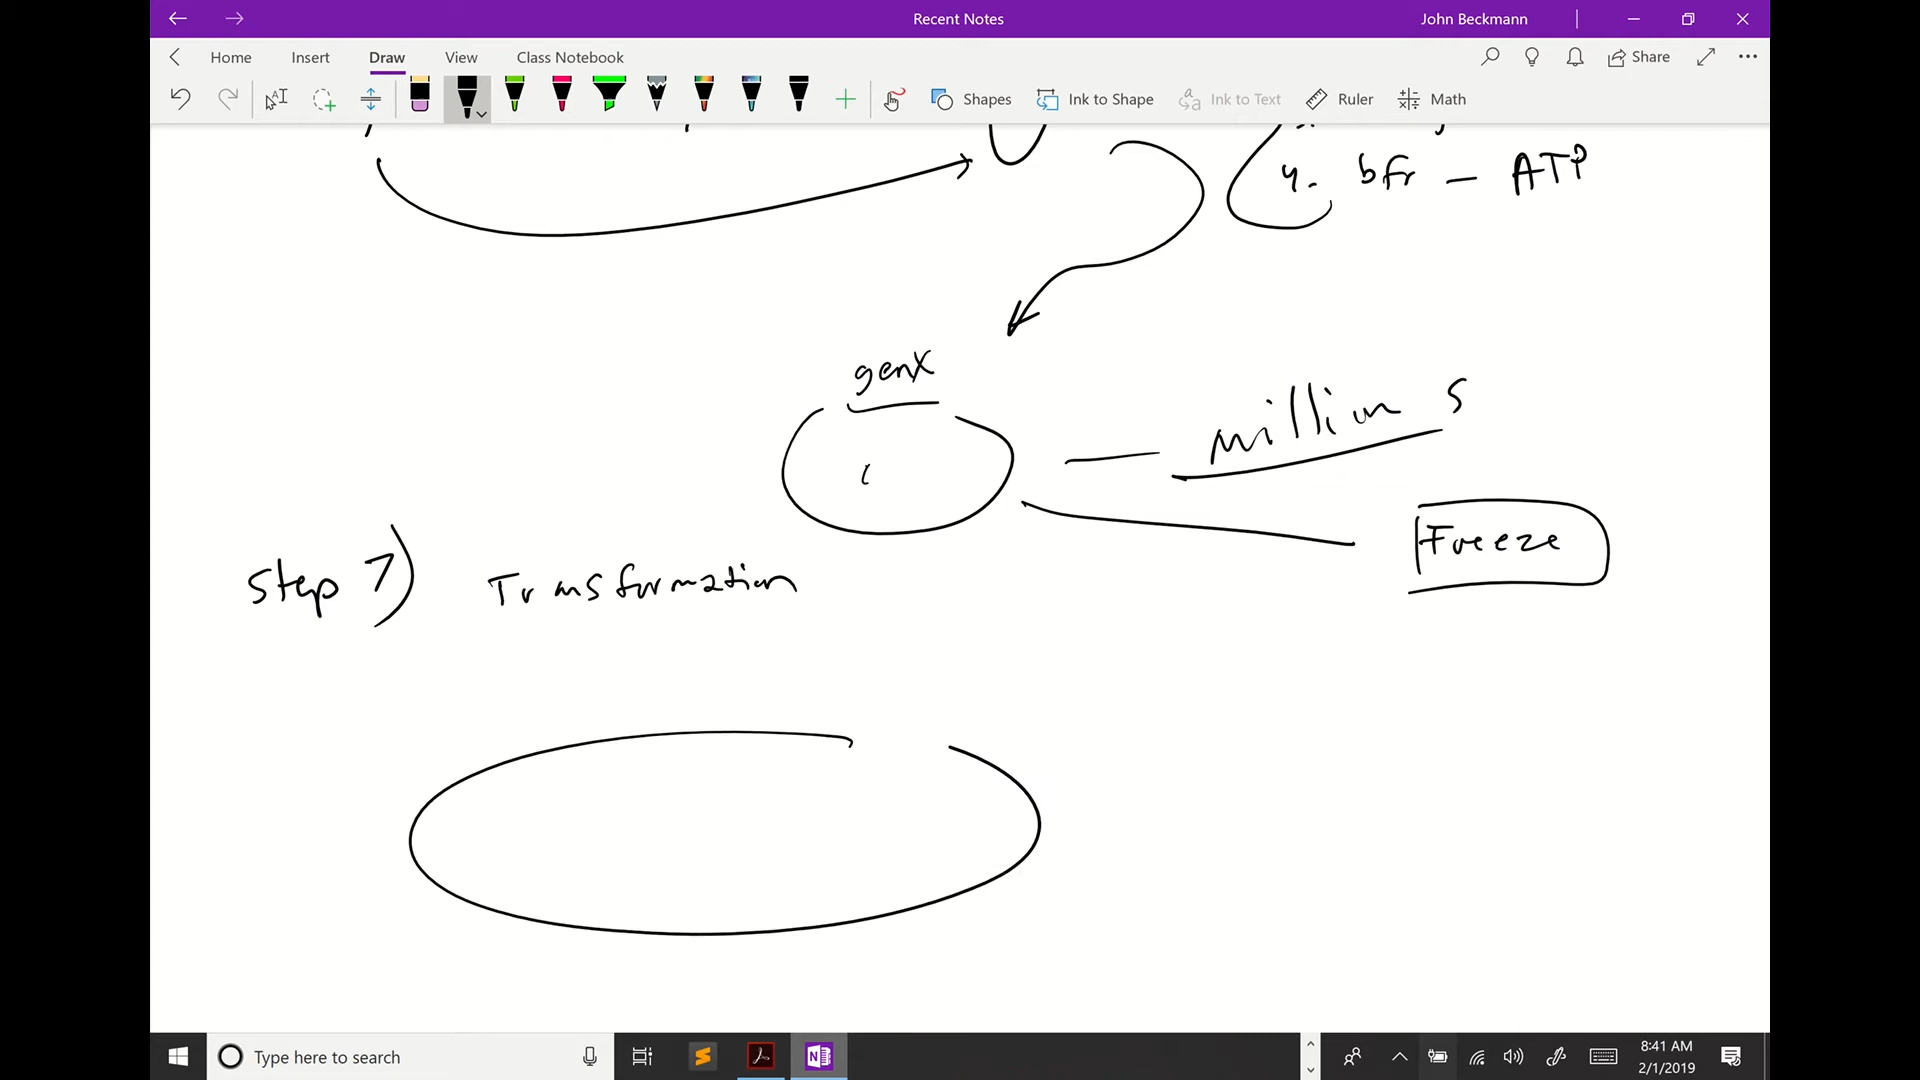 Recent Notes
John Beckmann
Home Insert Draw View Class Notebook
Share
Shapes Ink to Shape Ink to Text Ruler Math
4. bfr - ATP
genX
millions
Freeze
Step 7) Transformation
Type here to search
8:41 AM
2/1/2019